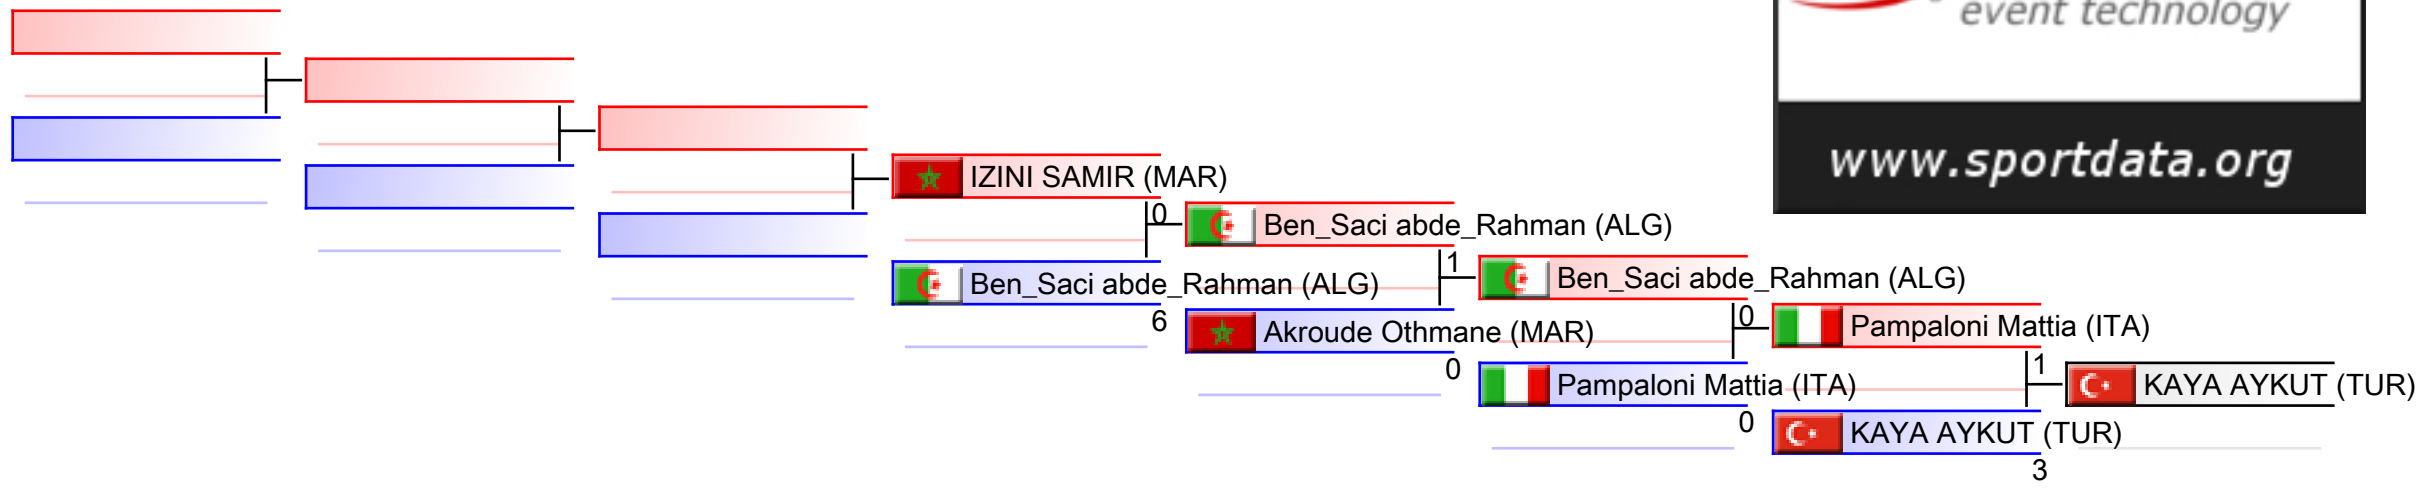 event technology
www.sportdata.org
IZINI SAMIR (MAR)
0
Ben_Saci abde_Rahman (ALG)
6
Ben_Saci abde_Rahman (ALG)
1
Akroude Othmane (MAR)
0
Ben_Saci abde_Rahman (ALG)
0
Pampaloni Mattia (ITA)
0
Pampaloni Mattia (ITA)
1
KAYA AYKUT (TUR)
3
KAYA AYKUT (TUR)